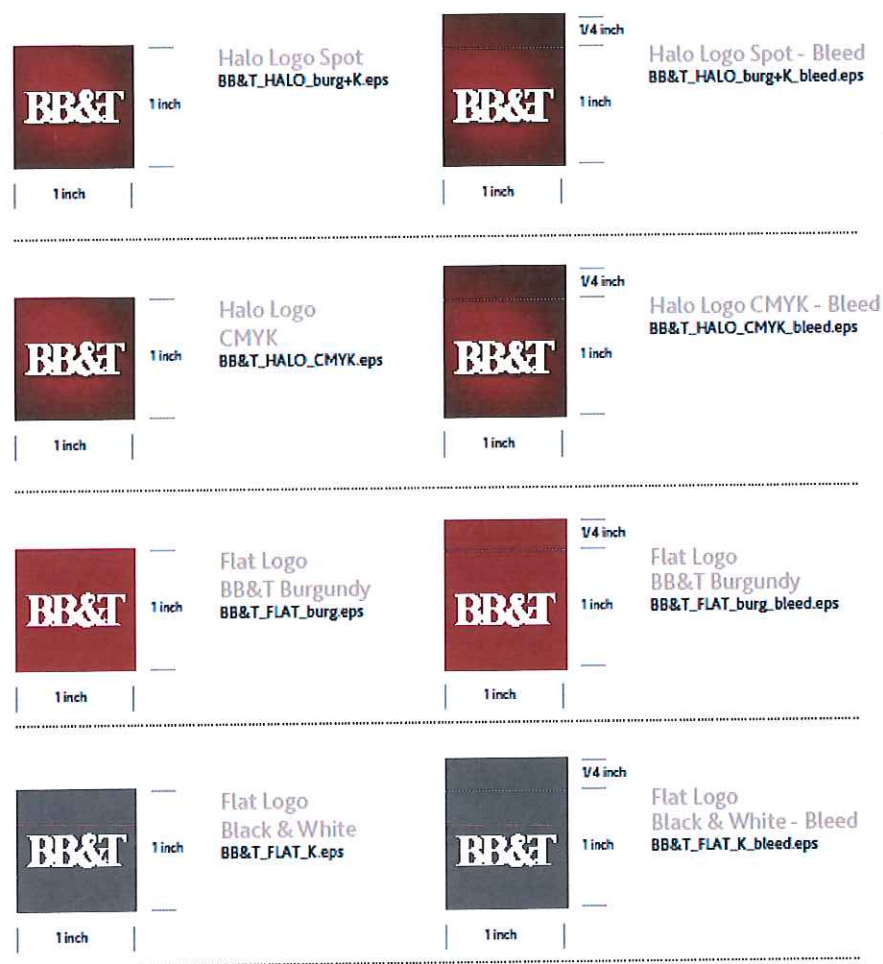 BB&T
1 inch
1 inch
Halo Logo Spot
BB&T_HALO_burg+K.eps
BB&T
1/4 inch
1 inch
1 inch
Halo Logo Spot - Bleed
BB&T_HALO_burg+K_bleed.eps
BB&T
1 inch
1 inch
Halo Logo
CMYK
BB&T_HALO_CMYK.eps
BB&T
1/4 inch
1 inch
1 inch
Halo Logo CMYK - Bleed
BB&T_HALO_CMYK_bleed.eps
BB&T
1 inch
1 inch
Flat Logo
BB&T Burgundy
BB&T_FLAT_burg.eps
BB&T
1/4 inch
1 inch
1 inch
Flat Logo
BB&T Burgundy
BB&T_FLAT_burg_bleed.eps
BB&T
1 inch
1 inch
Flat Logo
Black & White
BB&T_FLAT_K.eps
BB&T
1/4 inch
1 inch
1 inch
Flat Logo
Black & White - Bleed
BB&T_FLAT_K_bleed.eps